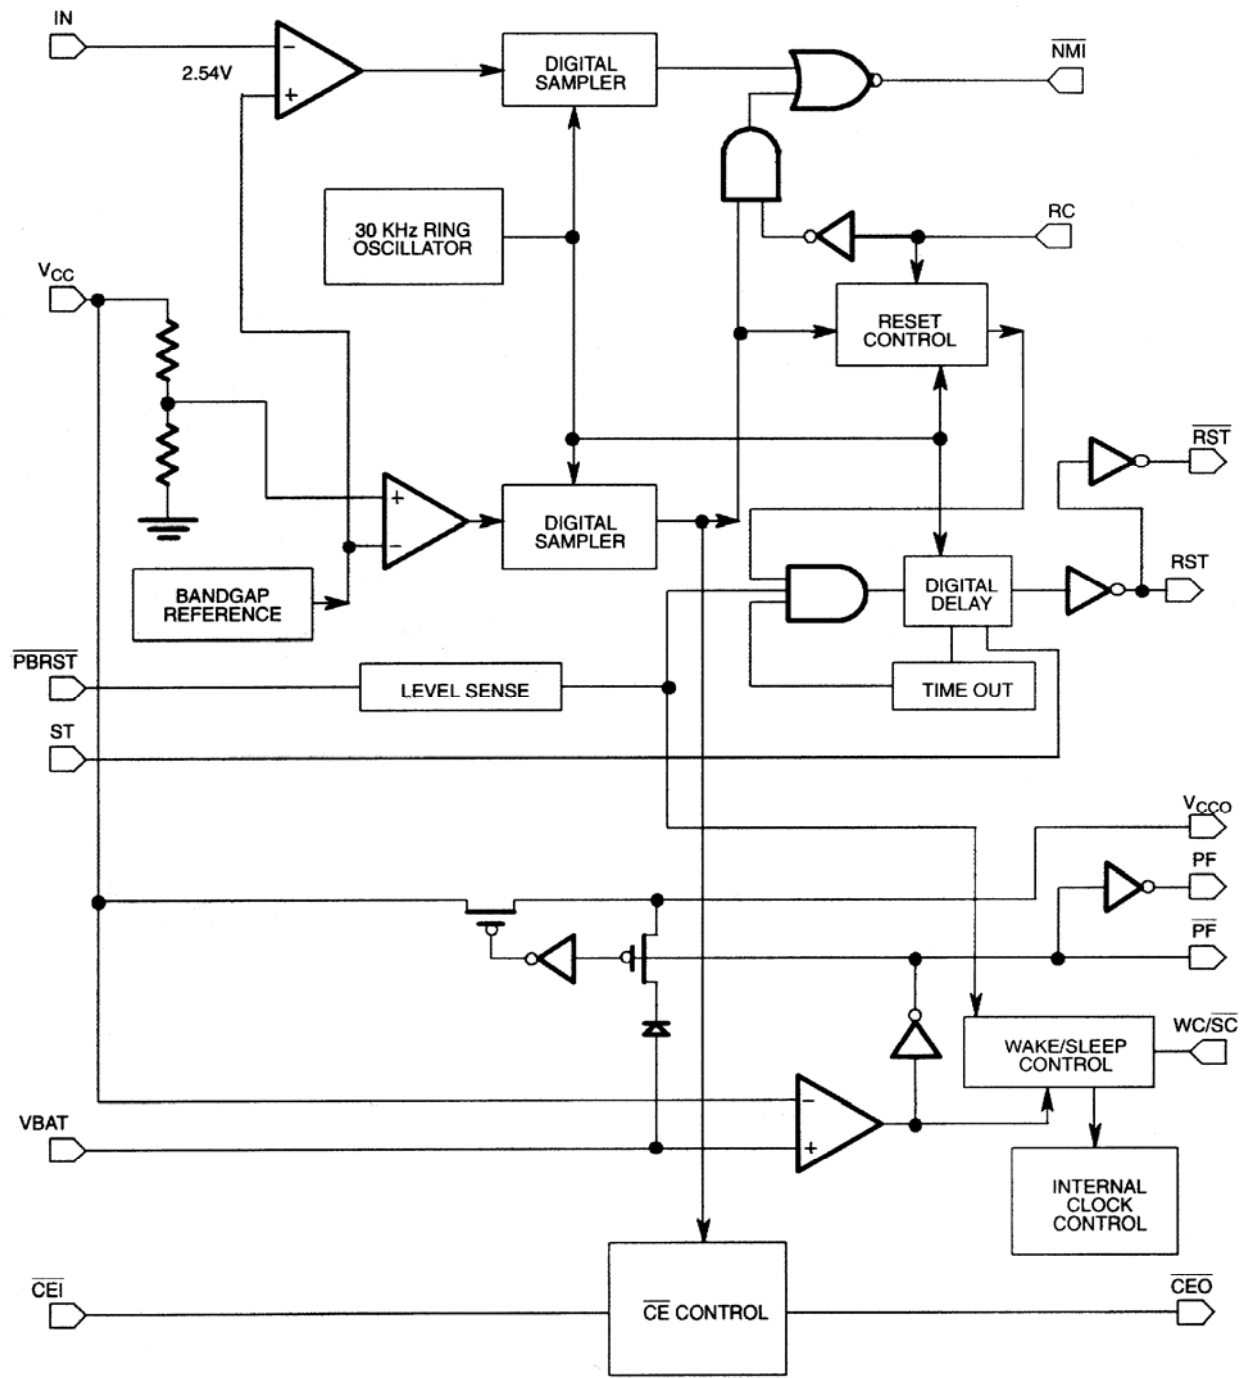 IN
NMI
2.54V
−
+
DIGITAL
SAMPLER
30 KHz RING
OSCILLATOR
RC
VCC
RESET
CONTROL
RST
+
−
DIGITAL
SAMPLER
BANDGAP
REFERENCE
DIGITAL
DELAY
RST
PBRST
LEVEL SENSE
TIME OUT
ST
VCCO
PF
PF
WAKE/SLEEP
CONTROL
WC/SC
−
+
VBAT
INTERNAL
CLOCK
CONTROL
CEI
CE CONTROL
CEO